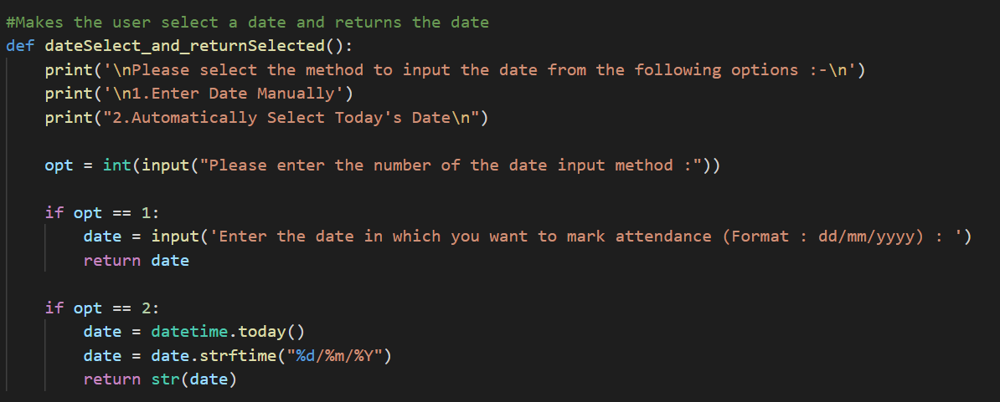 #Makes the user select a date and returns the date
def dateSelect_and_returnSelected():
    print('\nPlease select the method to input the date from the following options :-\n')
    print('\n1.Enter Date Manually')
    print("2.Automatically Select Today's Date\n")

    opt = int(input("Please enter the number of the date input method :"))

    if opt == 1:
        date = input('Enter the date in which you want to mark attendance (Format : dd/mm/yyyy) : ')
        return date

    if opt == 2:
        date = datetime.today()
        date = date.strftime("%d/%m/%Y")
        return str(date)